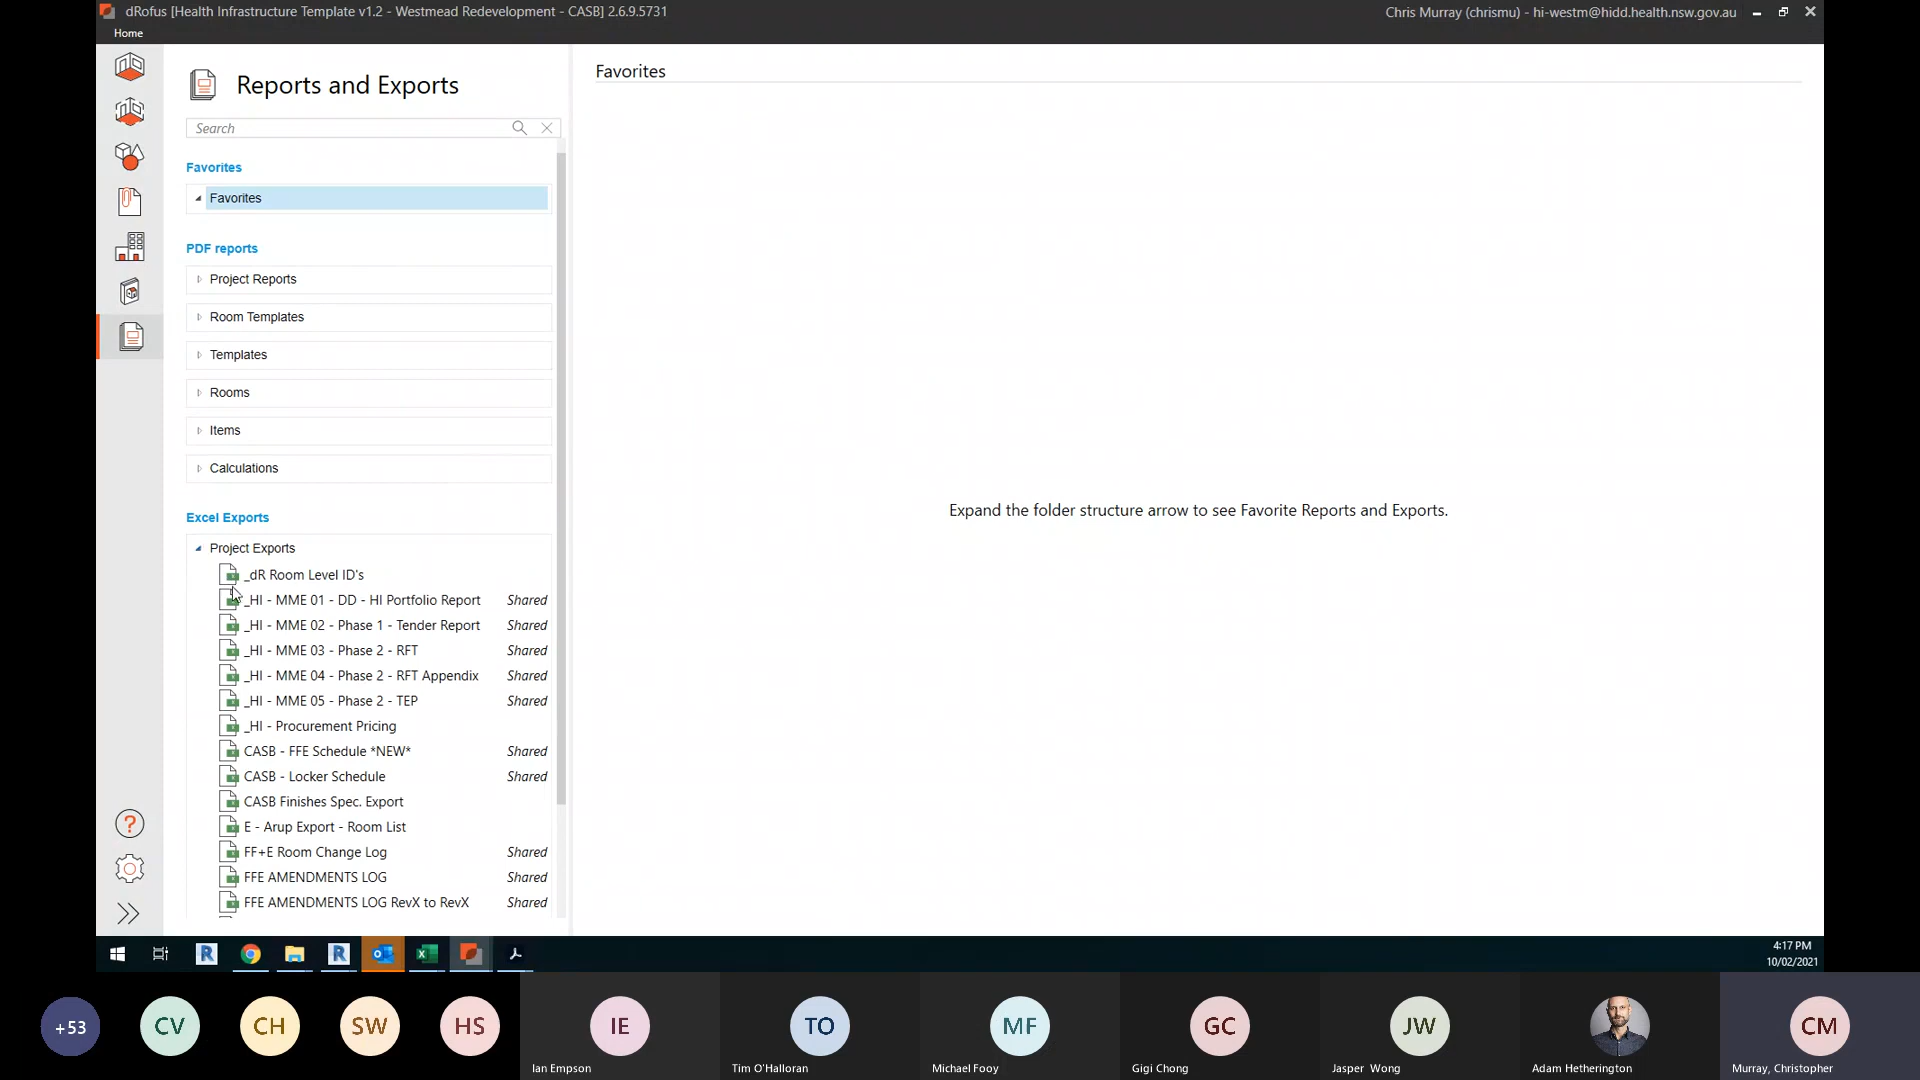 dRofus [Health Infrastructure Template v1.2 - Westmead Redevelopment - CASB] 2.6.9.5731
Chris Murray (chrismu) - hi-westm@hidd.health.nsw.gov.au
Home
Reports and Exports
Search
Favorites
Favorites
PDF reports
Project Reports
Room Templates
Templates
Rooms
Items
Calculations
Excel Exports
Project Exports
_dR Room Level ID's
_HI - MME 01 - DD - HI Portfolio Report Shared
_HI - MME 02 - Phase 1 - Tender Report Shared
_HI - MME 03 - Phase 2 - RFT Shared
_HI - MME 04 - Phase 2 - RFT Appendix Shared
_HI - MME 05 - Phase 2 - TEP Shared
_HI - Procurement Pricing
CASB - FFE Schedule *NEW* Shared
CASB - Locker Schedule Shared
CASB Finishes Spec. Export
E - Arup Export - Room List
FF+E Room Change Log Shared
FFE AMENDMENTS LOG Shared
FFE AMENDMENTS LOG RevX to RevX Shared
Favorites
Expand the folder structure arrow to see Favorite Reports and Exports.
4:17 PM
10/02/2021
+53
CV
CH
SW
HS
IE
Ian Empson
TO
Tim O'Halloran
MF
Michael Fooy
GC
Gigi Chong
JW
Jasper Wong
Adam Hetherington
CM
Murray, Christopher